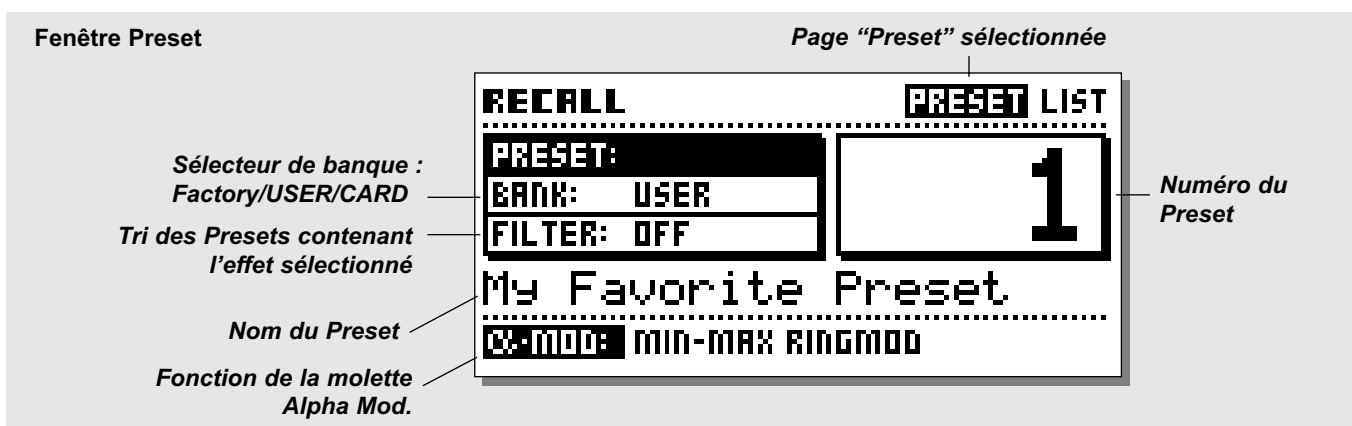 Fenêtre Preset
Page “Preset” sélectionnée
RECALL
PRESET LIST
PRESET:
BANK: USER
FILTER: OFF
1
My Favorite Preset
α-MOD: MIN-MAX RINGMOD
Sélecteur de banque :
Factory/USER/CARD
Tri des Presets contenant
l’effet sélectionné
Nom du Preset
Fonction de la molette
Alpha Mod.
Numéro du
Preset